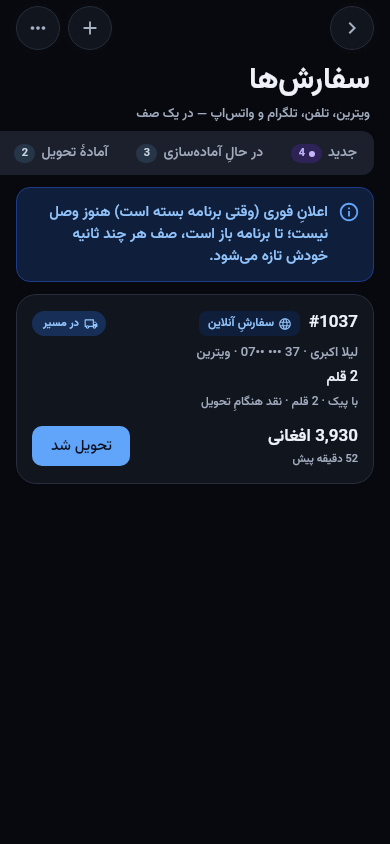 سفارش‌ها
ویترین، تلفن، تلگرام و واتس‌اپ — در یک صف
جدید 4 در حالِ آماده‌سازی 3 آمادهٔ تحویل 2
اعلانِ فوری (وقتی برنامه بسته است) هنوز وصل
نیست؛ تا برنامه باز است، صف هر چند ثانیه
خودش تازه می‌شود.
#1037 سفارشِ آنلاین در مسیر
لیلا اکبری · 07•• ••• 37 · ویترین
2 قلم
با پیک · 2 قلم · نقد هنگامِ تحویل
3,930 افغانی
52 دقیقه پیش
تحویل شد